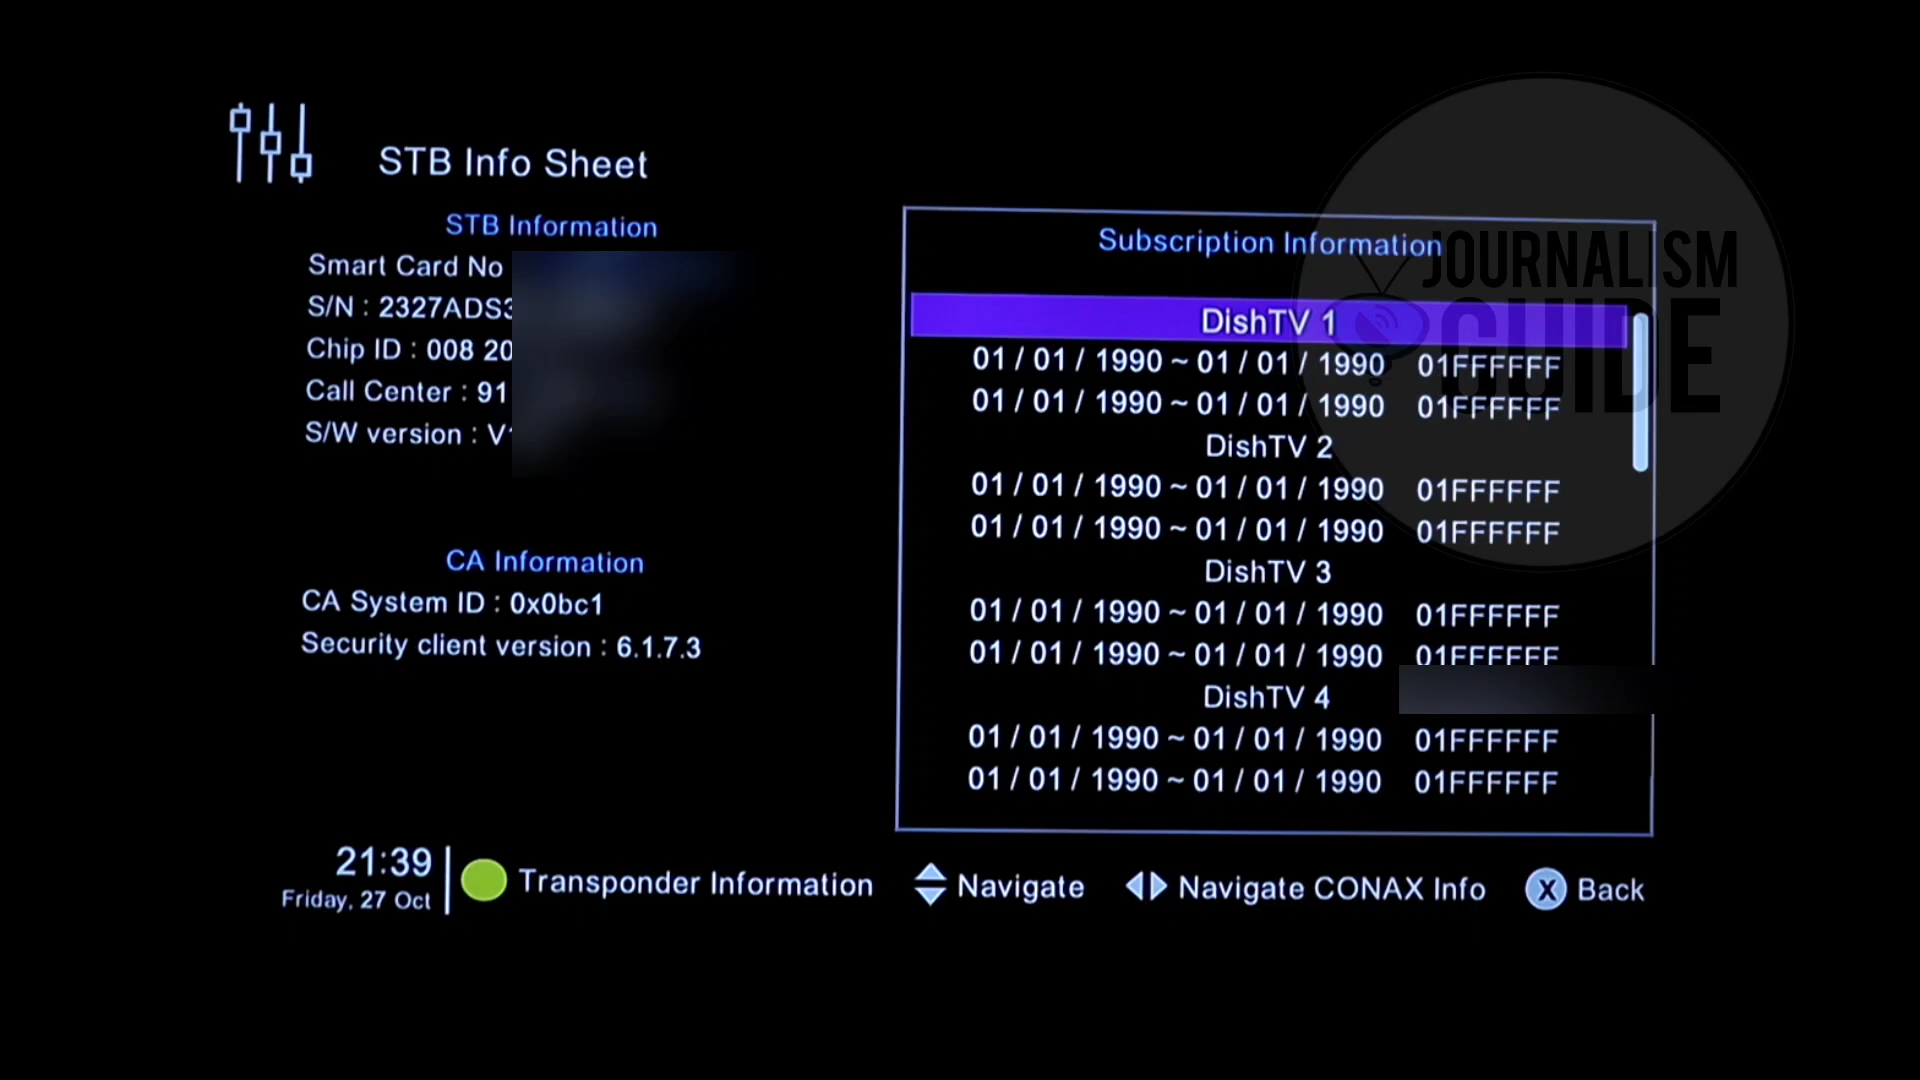 STB Info Sheet
STB Information
Smart Card No
S/N : 2327ADS3
Chip ID : 008 20
Call Center : 91
S/W version : V
CA Information
CA System ID : 0x0bc1
Security client version : 6.1.7.3
Subscription Information
DishTV 1
01 / 01 / 1990 ~ 01 / 01 / 1990 01FFFFFF
01 / 01 / 1990 ~ 01 / 01 / 1990 01FFFFFF
DishTV 2
01 / 01 / 1990 ~ 01 / 01 / 1990 01FFFFFF
01 / 01 / 1990 ~ 01 / 01 / 1990 01FFFFFF
DishTV 3
01 / 01 / 1990 ~ 01 / 01 / 1990 01FFFFFF
01 / 01 / 1990 ~ 01 / 01 / 1990 01FFFFFF
DishTV 4
01 / 01 / 1990 ~ 01 / 01 / 1990 01FFFFFF
01 / 01 / 1990 ~ 01 / 01 / 1990 01FFFFFF
JOURNALISM
GUIDE
21:39
Friday, 27 Oct
Transponder Information
Navigate
Navigate CONAX Info
X Back